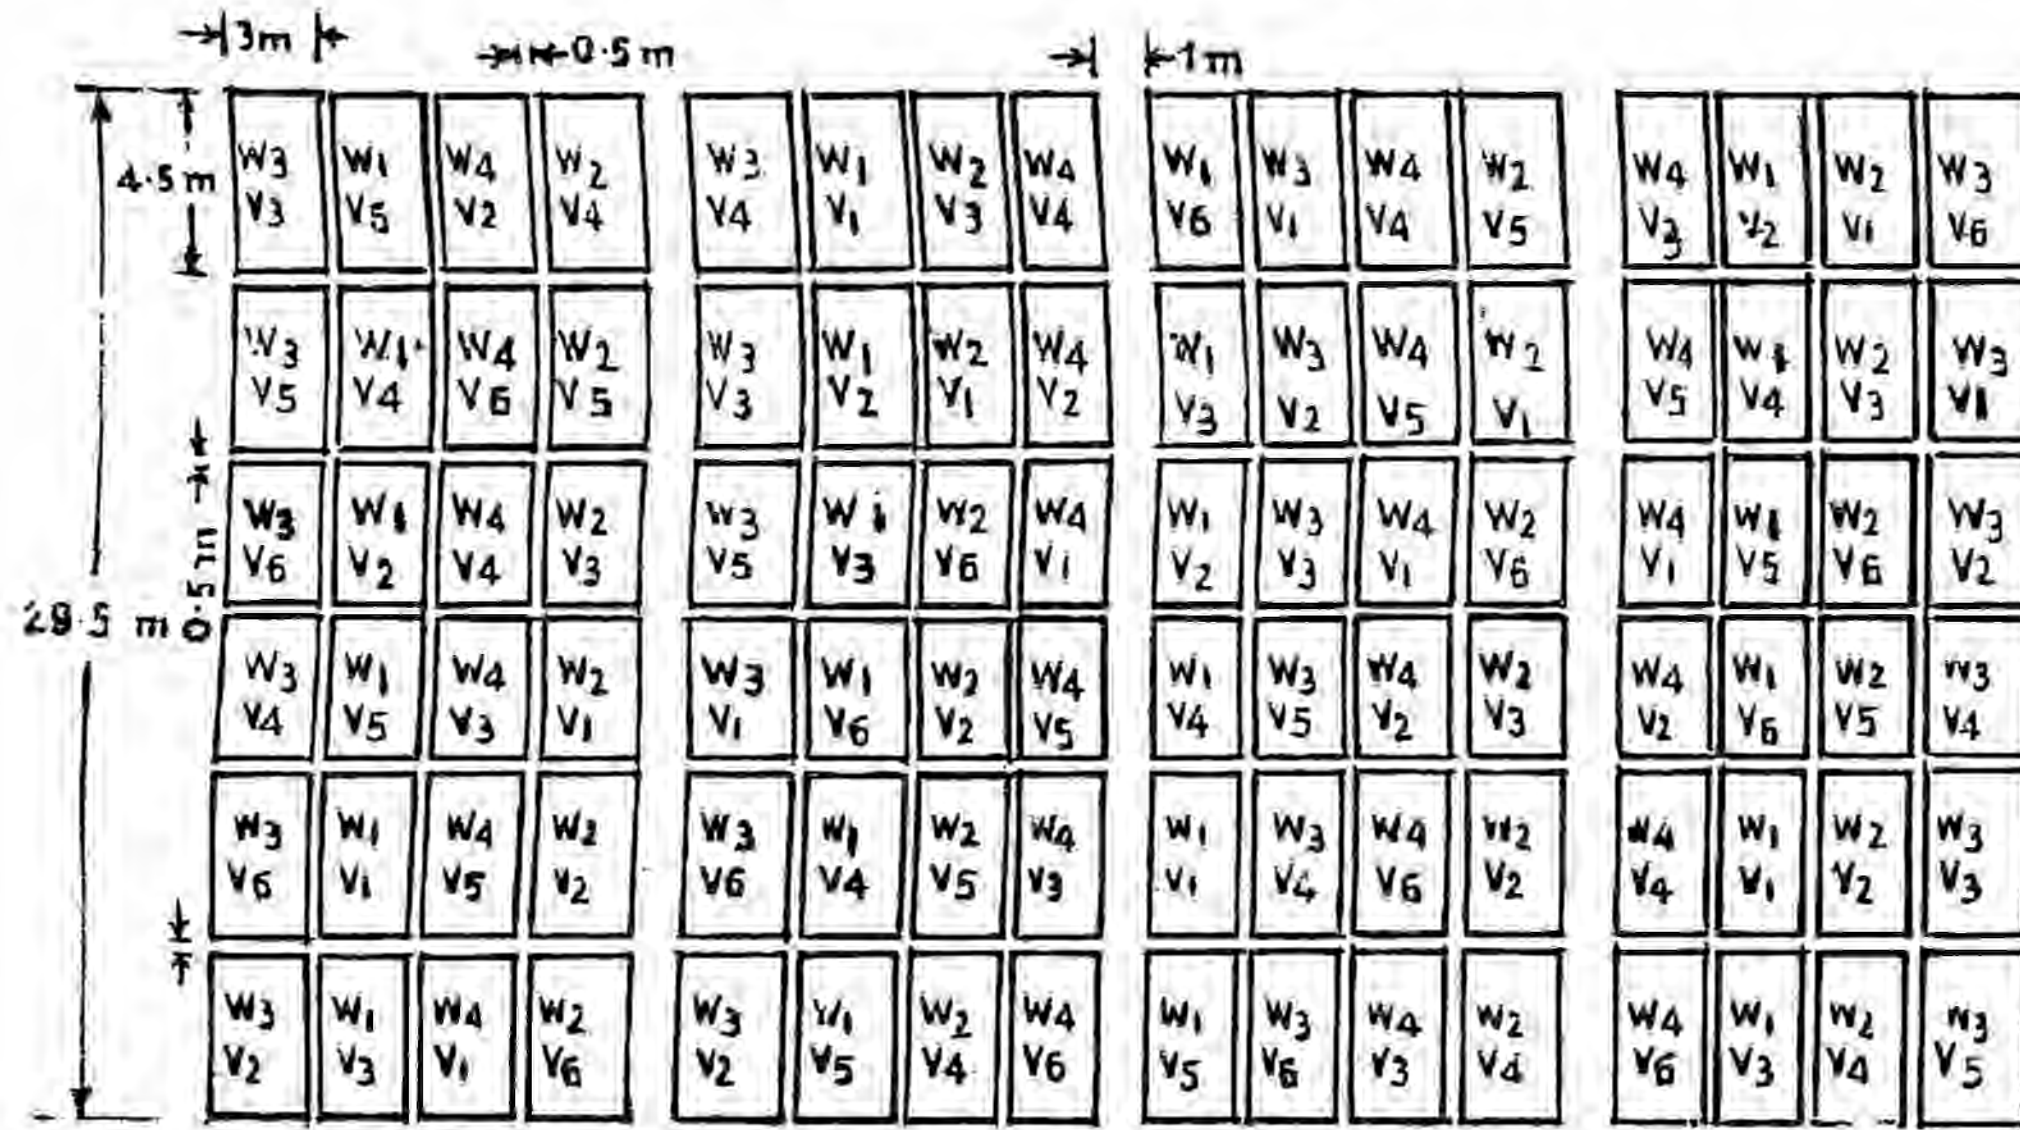 3m 0.5 m 1 m
4.5 m
W3 W1 W4 W2 W3 W1 W2 W4 W1 W3 W4 W2 W4 W1 W2 W3
V3 V5 V2 V4 V4 V1 V3 V4 V6 V1 V4 V5 V3 V2 V1 V6
W3 W1 W4 W2 W3 W1 W2 W4 W1 W3 W4 W2 W4 W1 W2 W3
V5 V4 V6 V5 V3 V2 V1 V2 V3 V2 V5 V1 V5 V4 V3 V1
W3 W1 W4 W2 W3 W1 W2 W4 W1 W3 W4 W2 W4 W1 W2 W3
V6 V2 V4 V3 V5 V3 V6 V1 V2 V3 V1 V6 V1 V5 V6 V2
0.5 m
29.5 m
W3 W1 W4 W2 W3 W1 W2 W4 W1 W3 W4 W2 W4 W1 W2 W3
V4 V5 V3 V1 V1 V6 V2 V5 V4 V5 V2 V3 V2 V6 V5 V4
W3 W1 W4 W2 W3 W1 W2 W4 W1 W3 W4 W2 W4 W1 W2 W3
V6 V1 V5 V2 V6 V4 V5 V3 V1 V4 V6 V2 V4 V1 V2 V3
W3 W1 W4 W2 W3 W1 W2 W4 W1 W3 W4 W2 W4 W1 W2 W3
V2 V3 V1 V6 V2 V5 V4 V6 V5 V6 V3 V4 V6 V3 V4 V5